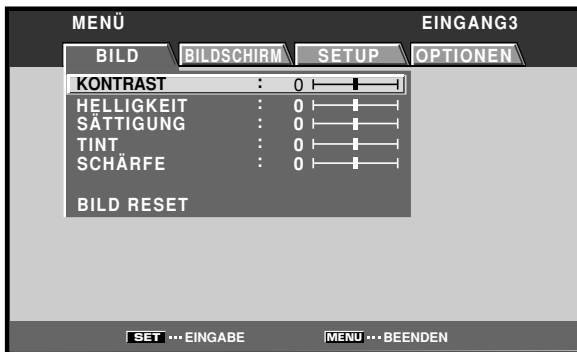 MENÜ EINGANG3
BILD BILDSCHIRM SETUP OPTIONEN
KONTRAST : 0
HELLIGKEIT : 0
SÄTTIGUNG : 0
TINT : 0
SCHÄRFE : 0
BILD RESET
SET ··· EINGABE MENU ··· BEENDEN